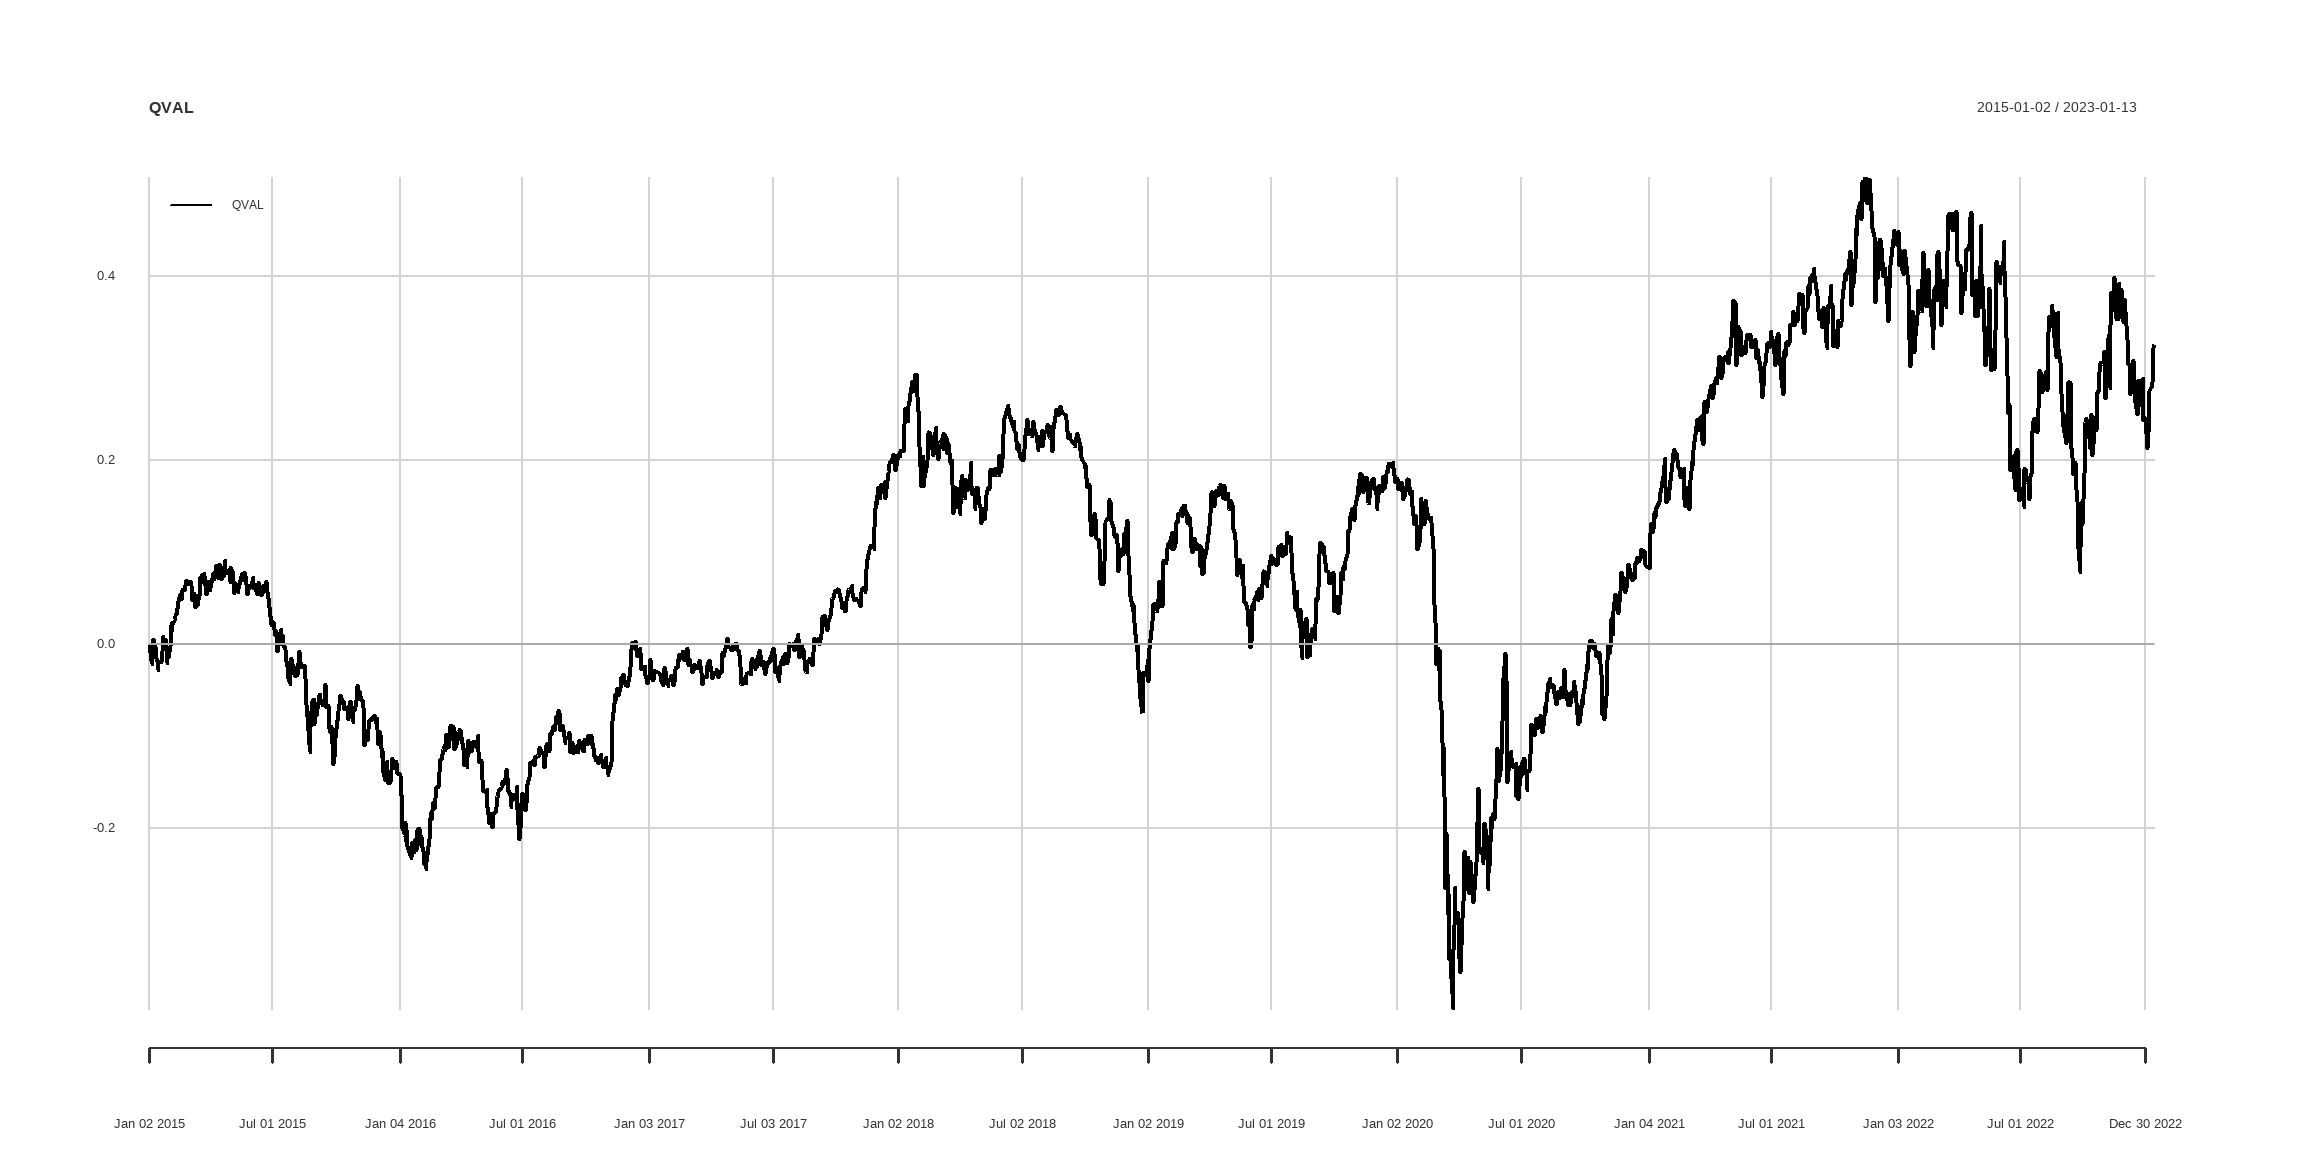 QVAL
2015-01-02 / 2023-01-13
QVAL
0.4
0.2
0.0
-0.2
Jan 02 2015
Jul 01 2015
Jan 04 2016
Jul 01 2016
Jan 03 2017
Jul 03 2017
Jan 02 2018
Jul 02 2018
Jan 02 2019
Jul 01 2019
Jan 02 2020
Jul 01 2020
Jan 04 2021
Jul 01 2021
Jan 03 2022
Jul 01 2022
Dec 30 2022